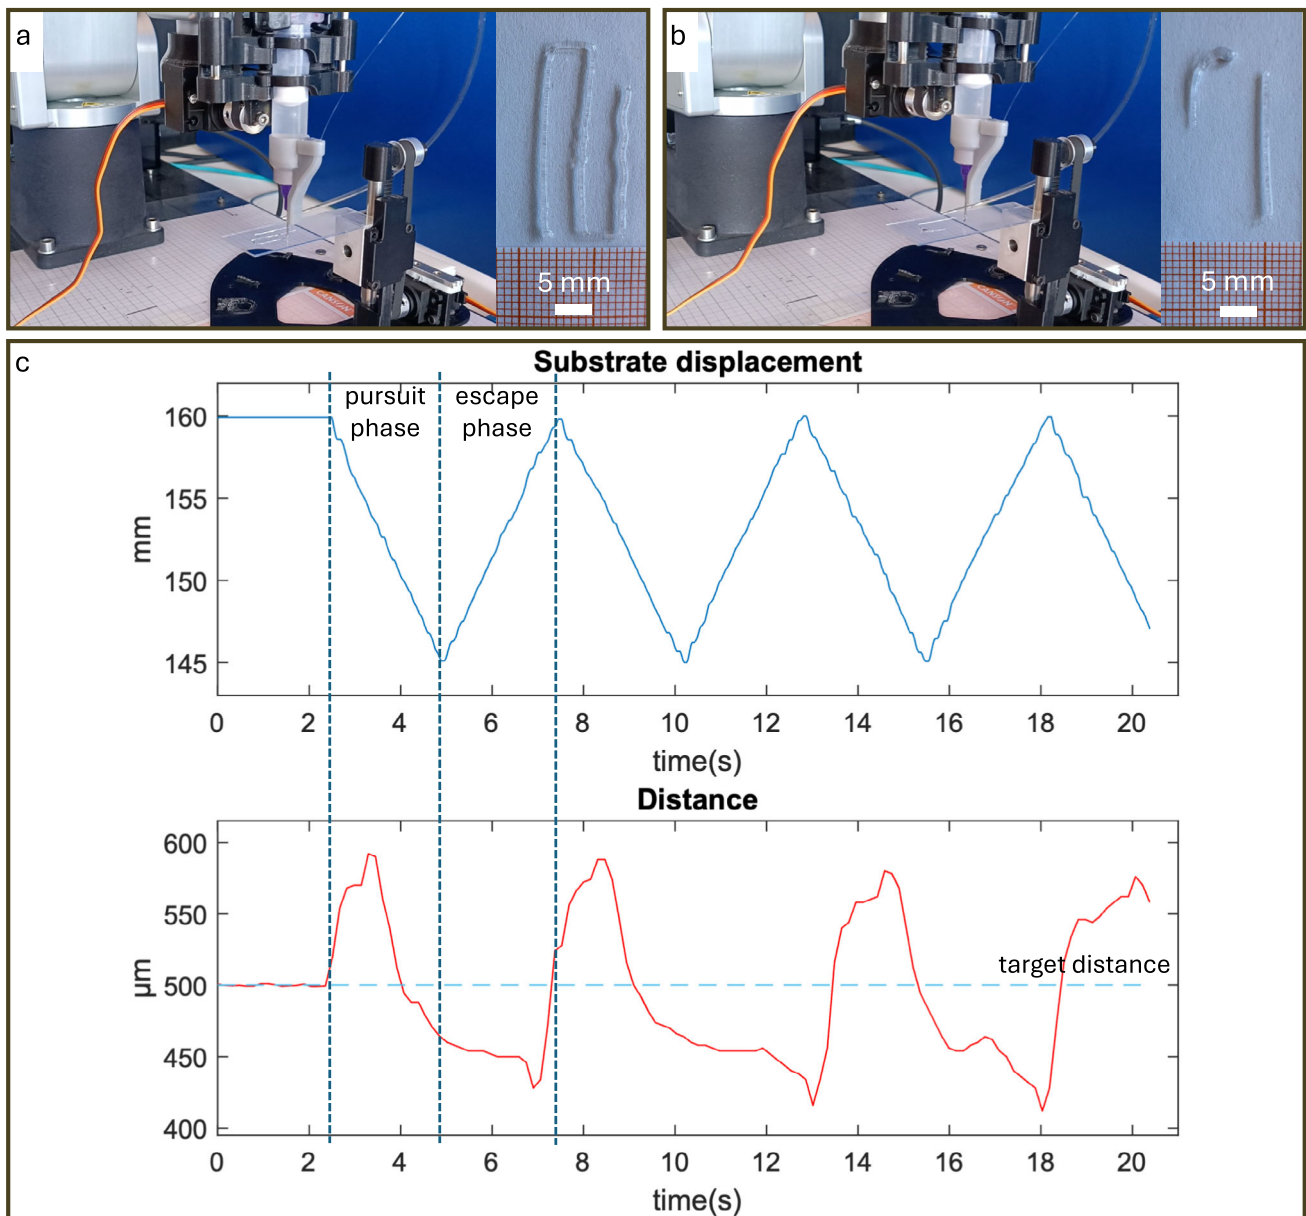 a
5 mm
b
5 mm
c
Substrate displacement
pursuit
phase
escape
phase
160
155
150
145
mm
0 2 4 6 8 10 12 14 16 18 20
time(s)
Distance
600
550
500
450
400
µm
target distance
0 2 4 6 8 10 12 14 16 18 20
time(s)